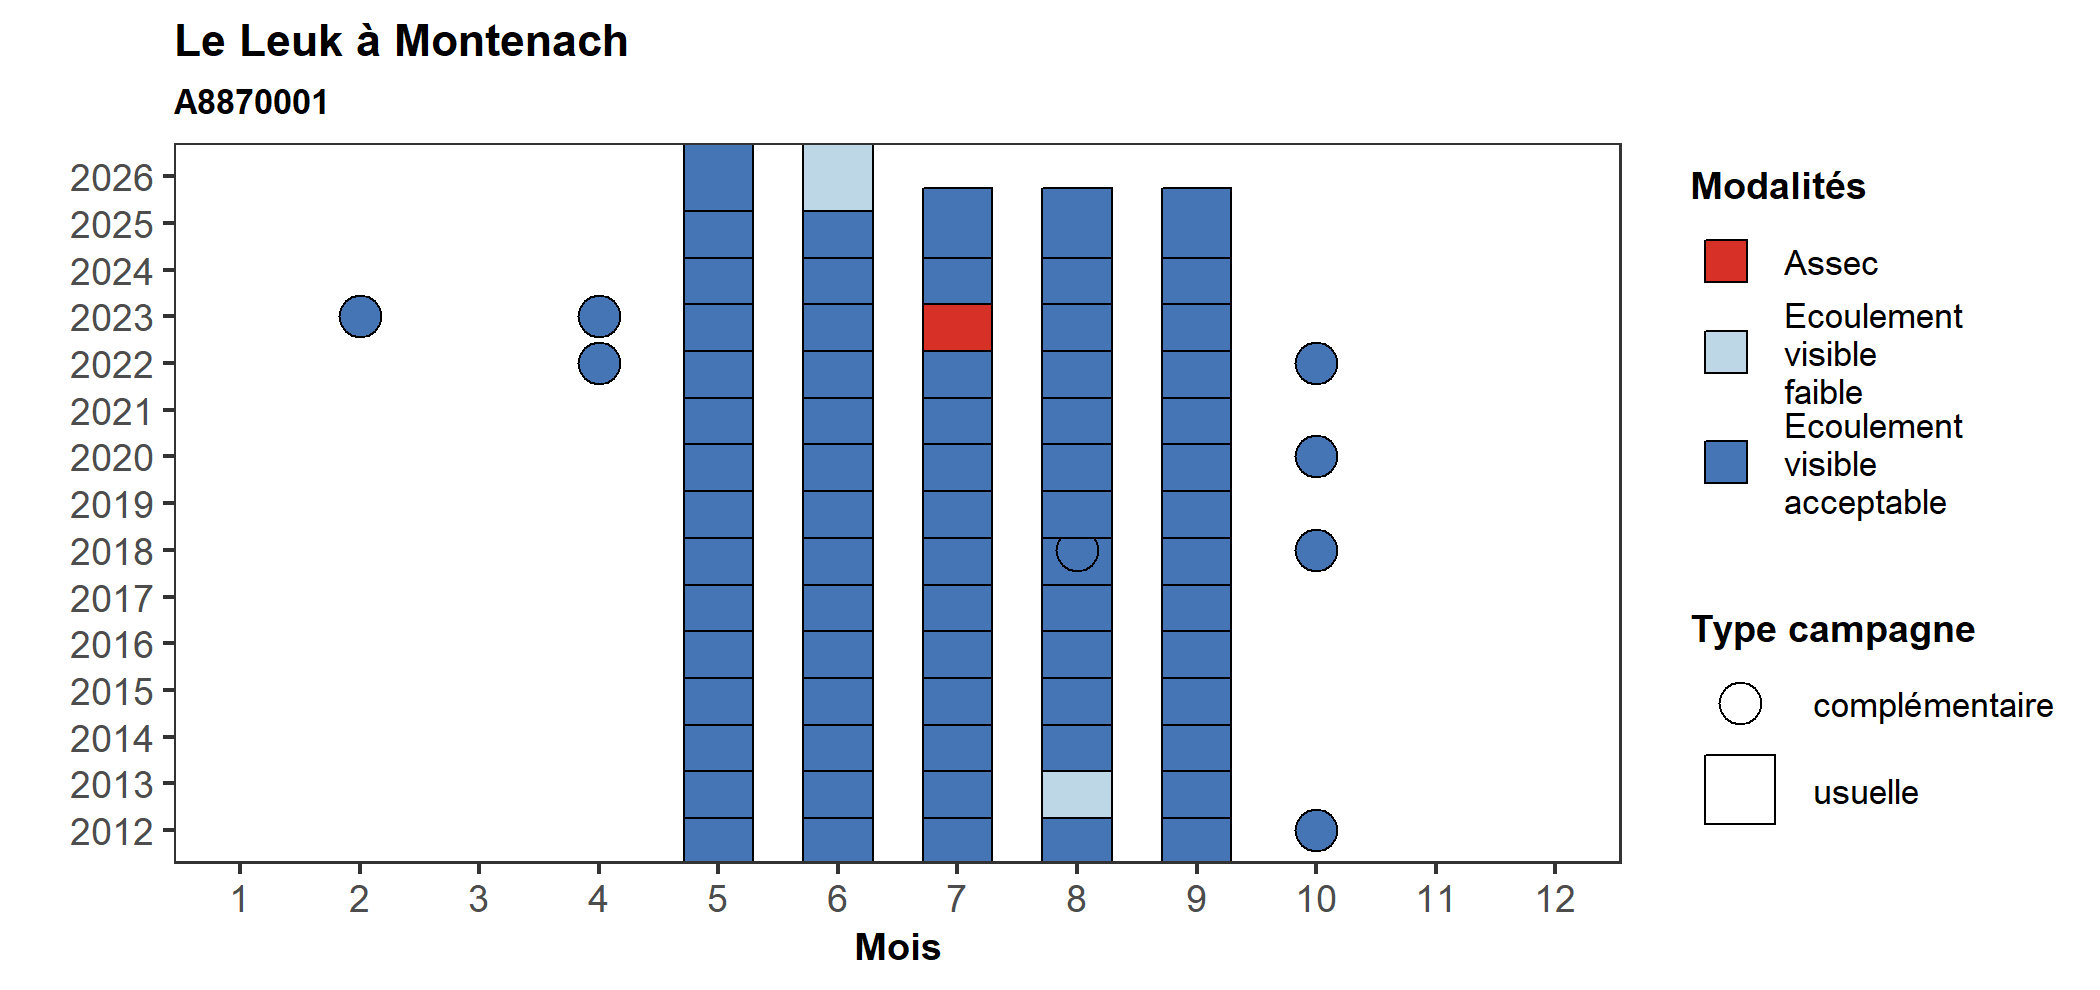 Le Leuk à Montenach
A8870001
2026
2025
2024
2023
2022
2021
2020
2019
2018
2017
2016
2015
2014
2013
2012
1 2 3 4 5 6 7 8 9 10 11 12
Mois
Modalités
Assec
Ecoulement
visible
faible
Ecoulement
visible
acceptable
Type campagne
complémentaire
usuelle